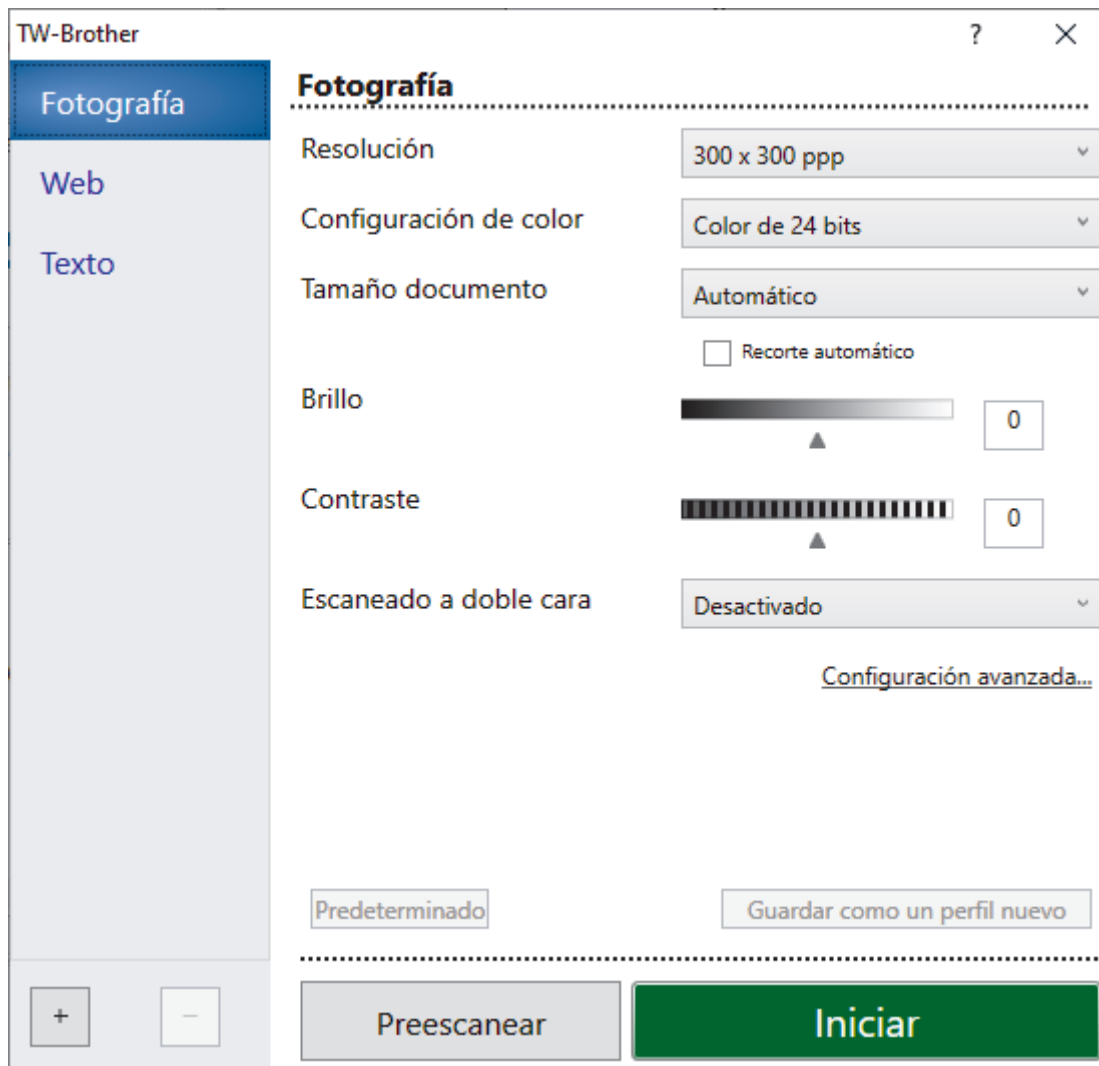 TW-Brother ? ×
Fotografía
Web
Texto
Fotografía
Resolución 300 x 300 ppp
Configuración de color Color de 24 bits
Tamaño documento Automático
Recorte automático
Brillo 0
Contraste 0
Escaneado a doble cara Desactivado
Configuración avanzada...
Predeterminado Guardar como un perfil nuevo
+ − Preescanear Iniciar